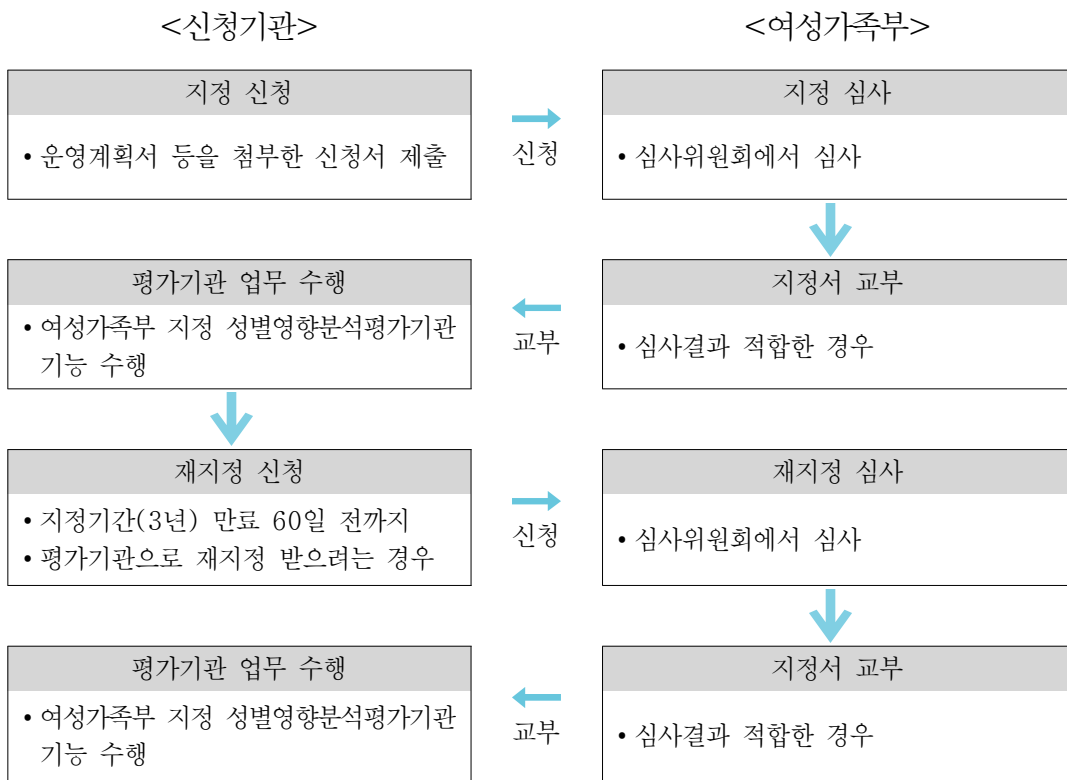 <신청기관>
<여성가족부>
지정 신청
• 운영계획서 등을 첨부한 신청서 제출
신청
지정 심사
• 심사위원회에서 심사
평가기관 업무 수행
• 여성가족부 지정 성별영향분석평가기관
기능 수행
교부
지정서 교부
• 심사결과 적합한 경우
재지정 신청
• 지정기간(3년) 만료 60일 전까지
• 평가기관으로 재지정 받으려는 경우
신청
재지정 심사
• 심사위원회에서 심사
평가기관 업무 수행
• 여성가족부 지정 성별영향분석평가기관
기능 수행
교부
지정서 교부
• 심사결과 적합한 경우